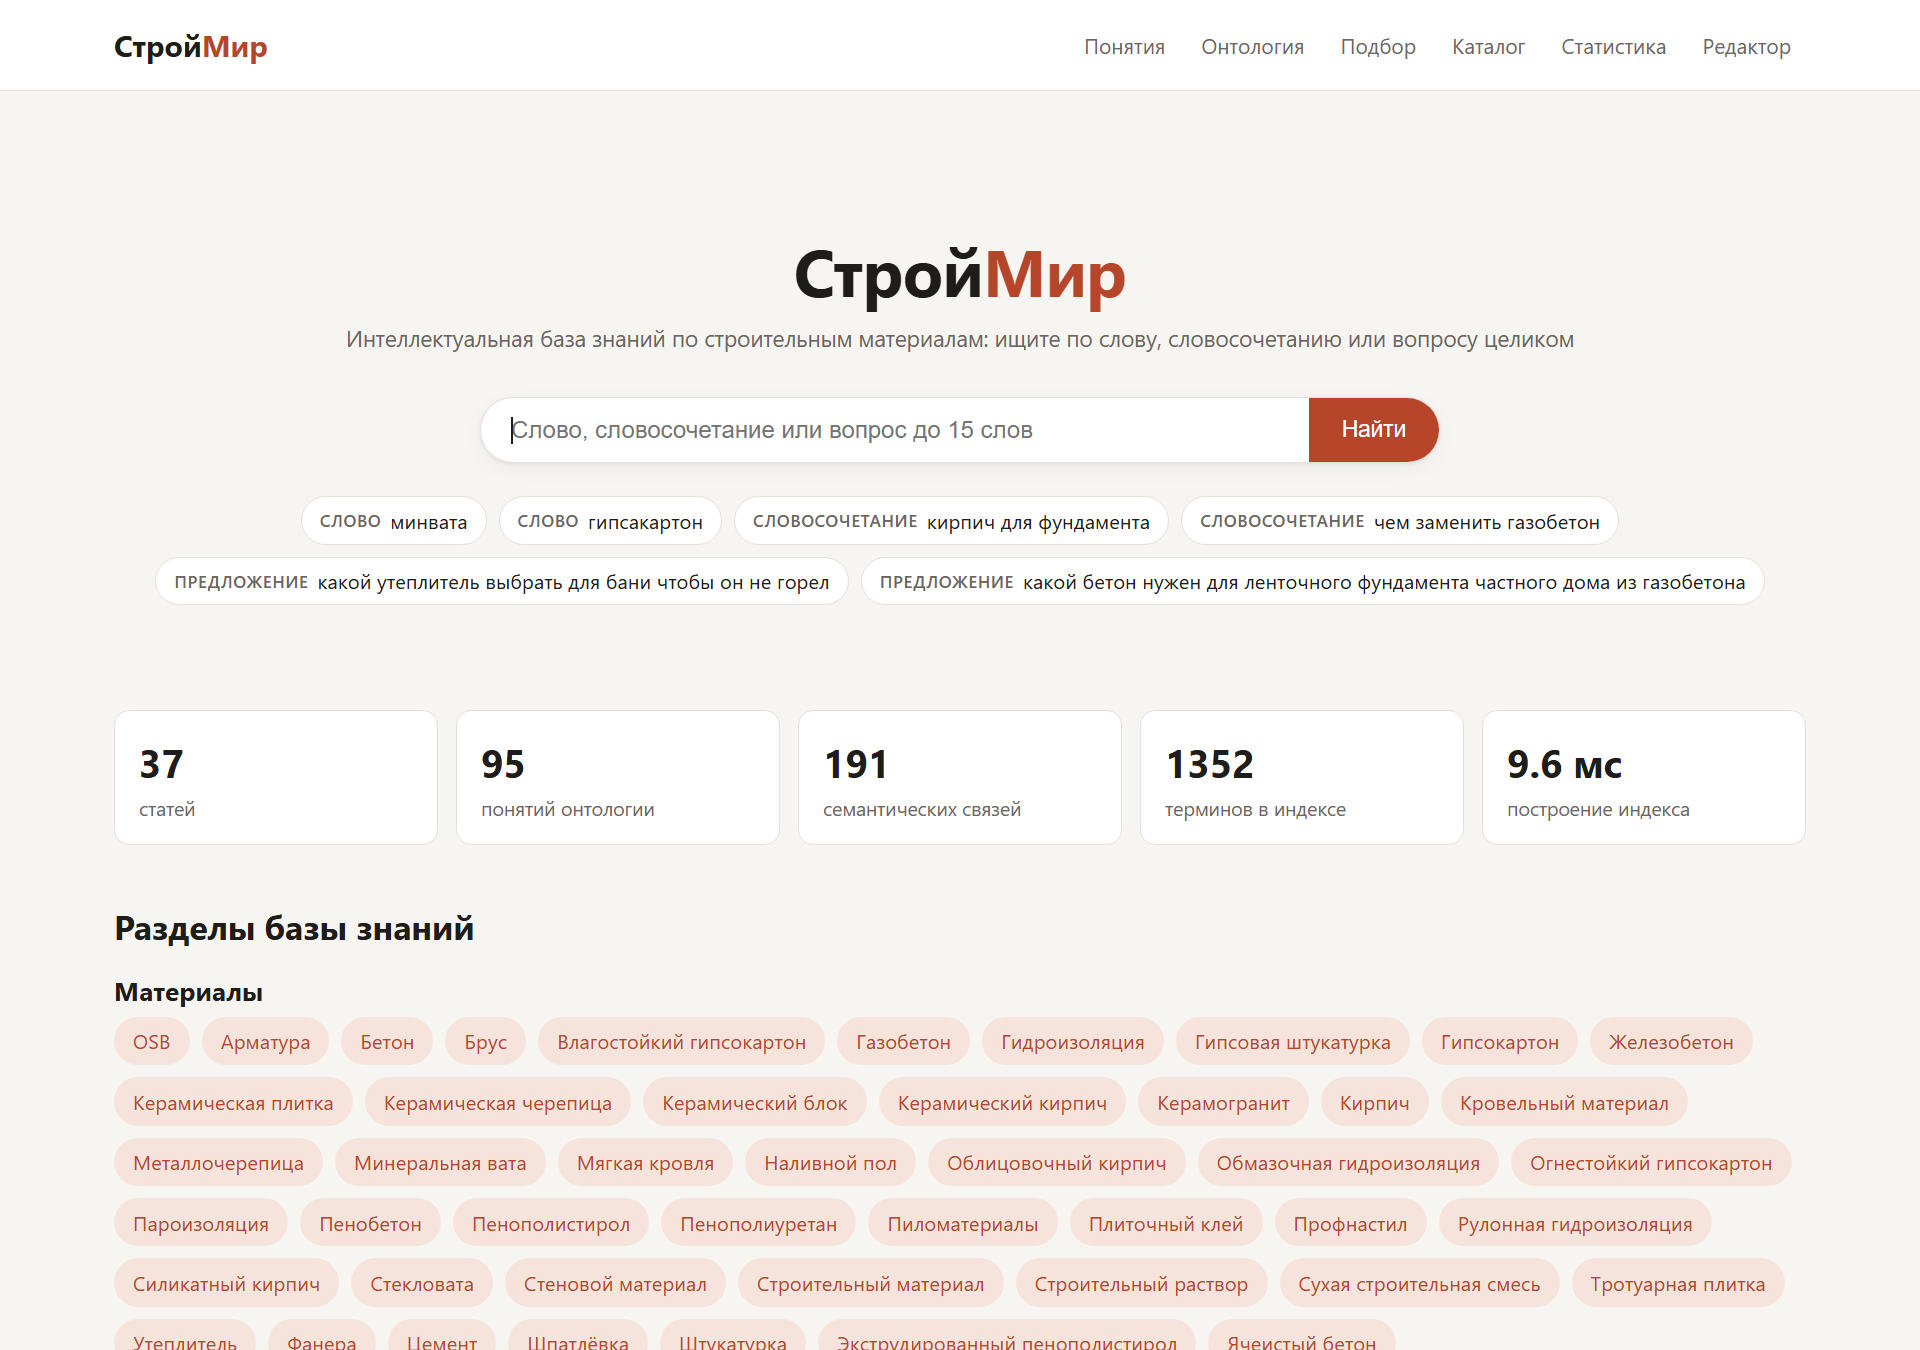 СтройМир
Понятия Онтология Подбор Каталог Статистика Редактор
СтройМир
Интеллектуальная база знаний по строительным материалам: ищите по слову, словосочетанию или вопросу целиком
Слово, словосочетание или вопрос до 15 слов Найти
СЛОВО минвата СЛОВО гипсакартон СЛОВОСОЧЕТАНИЕ кирпич для фундамента СЛОВОСОЧЕТАНИЕ чем заменить газобетон
ПРЕДЛОЖЕНИЕ какой утеплитель выбрать для бани чтобы он не горел ПРЕДЛОЖЕНИЕ какой бетон нужен для ленточного фундамента частного дома из газобетона
37 95 191 1352 9.6 мс
статей понятий онтологии семантических связей терминов в индексе построение индекса
Разделы базы знаний
Материалы
OSB Арматура Бетон Брус Влагостойкий гипсокартон Газобетон Гидроизоляция Гипсовая штукатурка Гипсокартон Железобетон
Керамическая плитка Керамическая черепица Керамический блок Керамический кирпич Керамогранит Кирпич Кровельный материал
Металлочерепица Минеральная вата Мягкая кровля Наливной пол Облицовочный кирпич Обмазочная гидроизоляция Огнестойкий гипсокартон
Пароизоляция Пенобетон Пенополистирол Пенополиуретан Пиломатериалы Плиточный клей Профнастил Рулонная гидроизоляция
Силикатный кирпич Стекловата Стеновой материал Строительный материал Строительный раствор Сухая строительная смесь Тротуарная плитка
Утеплитель Фанера Цемент Шпатлёвка Штукатурка Экструдированный пенополистирол Ячеистый бетон